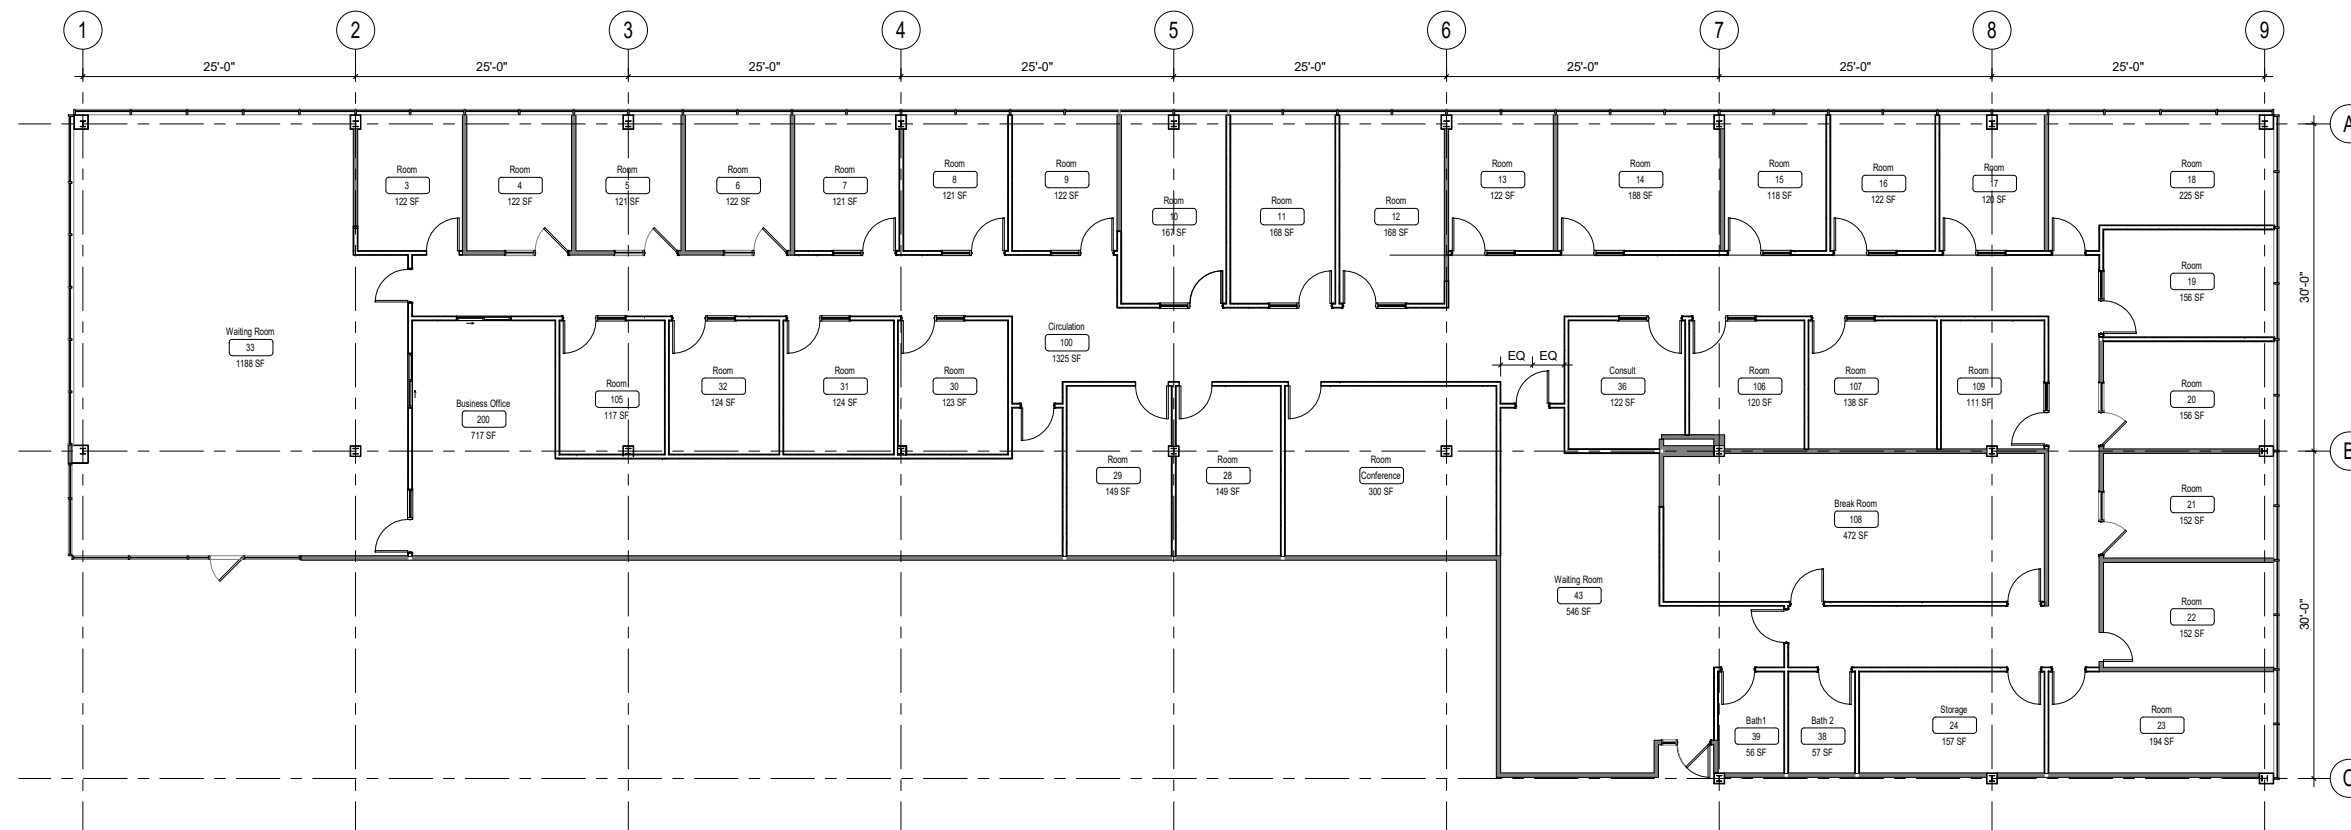 1
2
3
4
5
6
7
8
9
25'-0"
25'-0"
25'-0"
25'-0"
25'-0"
25'-0"
25'-0"
25'-0"
A
Room
3
122 SF
Room
4
122 SF
Room
5
121 SF
Room
6
122 SF
Room
7
121 SF
Room
8
121 SF
Room
9
122 SF
Room
10
167 SF
Room
11
168 SF
Room
12
168 SF
Room
13
122 SF
Room
14
188 SF
Room
15
118 SF
Room
16
122 SF
Room
17
120 SF
Room
18
225 SF
Room
19
156 SF
30'-0"
Waiting Room
33
1188 SF
Circulation
100
1325 SF
EQ
EQ
Business Office
200
717 SF
Room
105
117 SF
Room
32
124 SF
Room
31
124 SF
Room
30
123 SF
Consult
36
122 SF
Room
106
120 SF
Room
107
138 SF
Room
109
111 SF
Room
20
156 SF
B
Room
29
149 SF
Room
28
149 SF
Room
Conference
300 SF
Break Room
108
472 SF
Room
21
152 SF
Waiting Room
43
546 SF
Room
22
152 SF
30'-0"
Bath1
39
56 SF
Bath 2
38
57 SF
Storage
24
157 SF
Room
23
194 SF
C